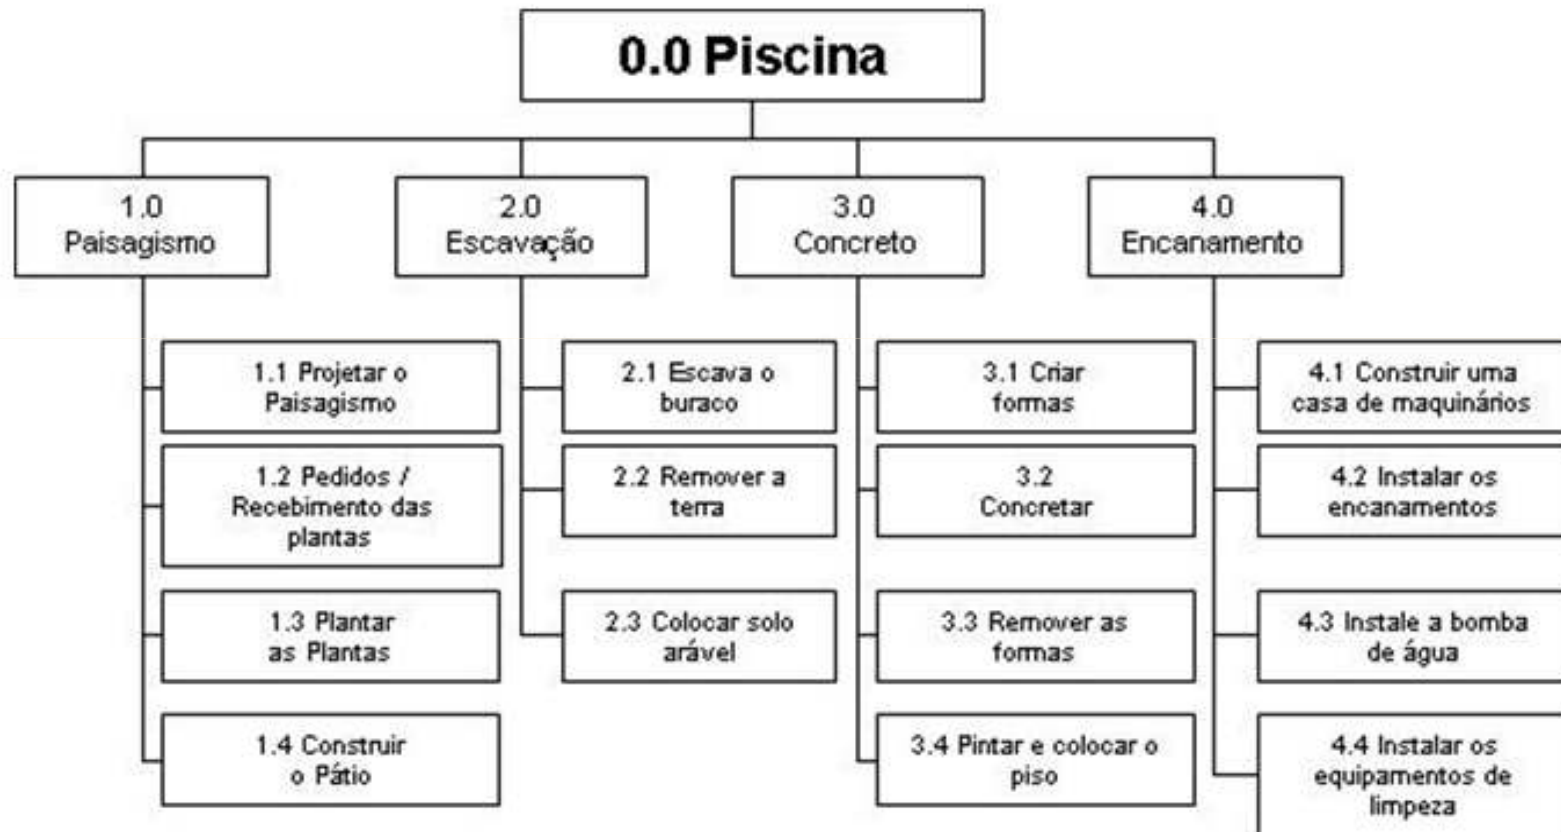 0.0 Piscina
1.0
Paisagismo
2.0
Escavação
3.0
Concreto
4.0
Encanamento
1.1 Projetar o
Paisagismo
1.2 Pedidos /
Recebimento das
plantas
1.3 Plantar
as Plantas
1.4 Construir
o Pátio
2.1 Escava o
buraco
2.2 Remover a
terra
2.3 Colocar solo
arável
3.1 Criar
formas
3.2
Concretar
3.3 Remover as
formas
3.4 Pintar e colocar o
piso
4.1 Construir uma
casa de maquinários
4.2 Instalar os
encanamentos
4.3 Instale a bomba
de água
4.4 Instalar os
equipamentos de
limpeza